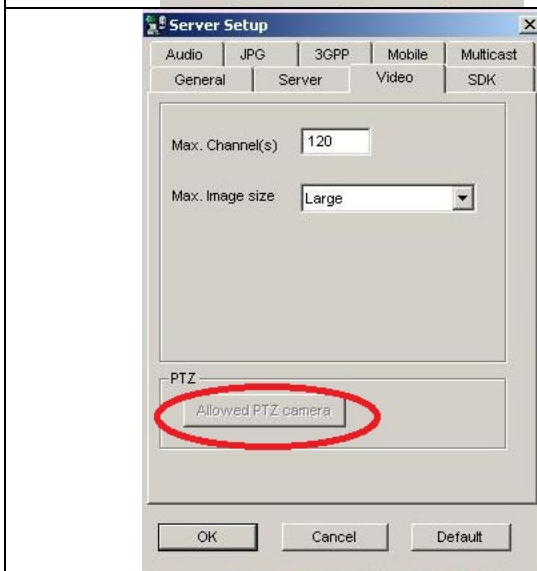 Server Setup
Audio JPG 3GPP Mobile Multicast
General Server Video SDK
Max. Channel(s) 120
Max. Image size Large
PTZ
Allowed PTZ camera
OK Cancel Default